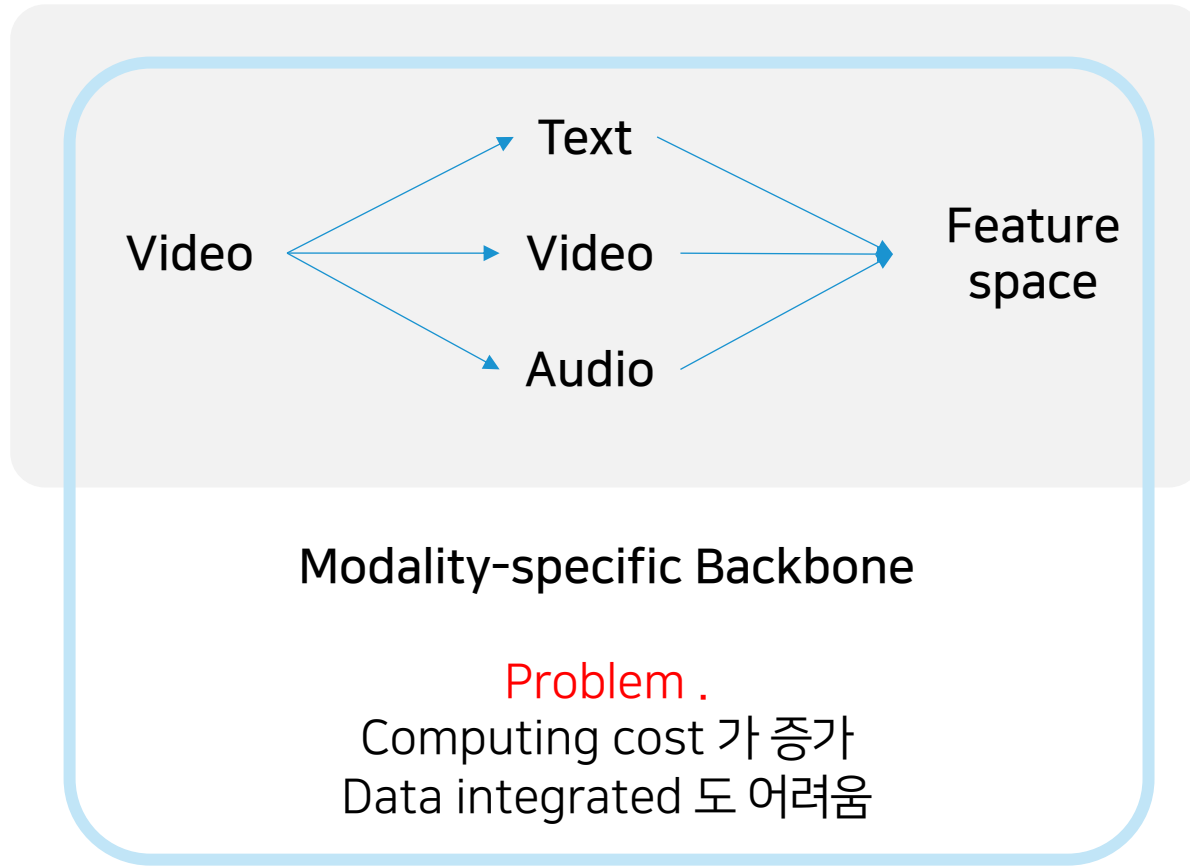 Text
Video
Video
Audio
Feature
space
Modality-specific Backbone
Problem .
Computing cost 가 증가
Data integrated 도 어려움